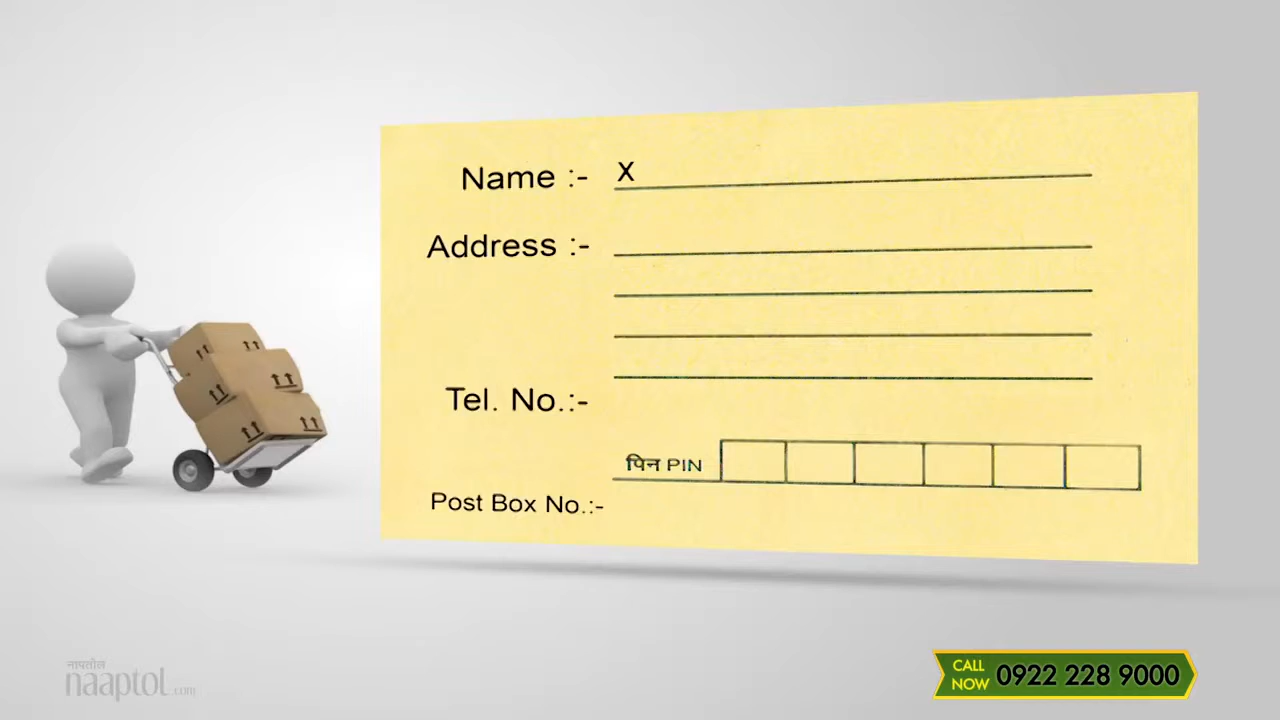 Name :- X
Address :-
Tel. No.:-
पिन PIN
Post Box No.:-
नापतोल
naaptol.com
CALL NOW 0922 228 9000